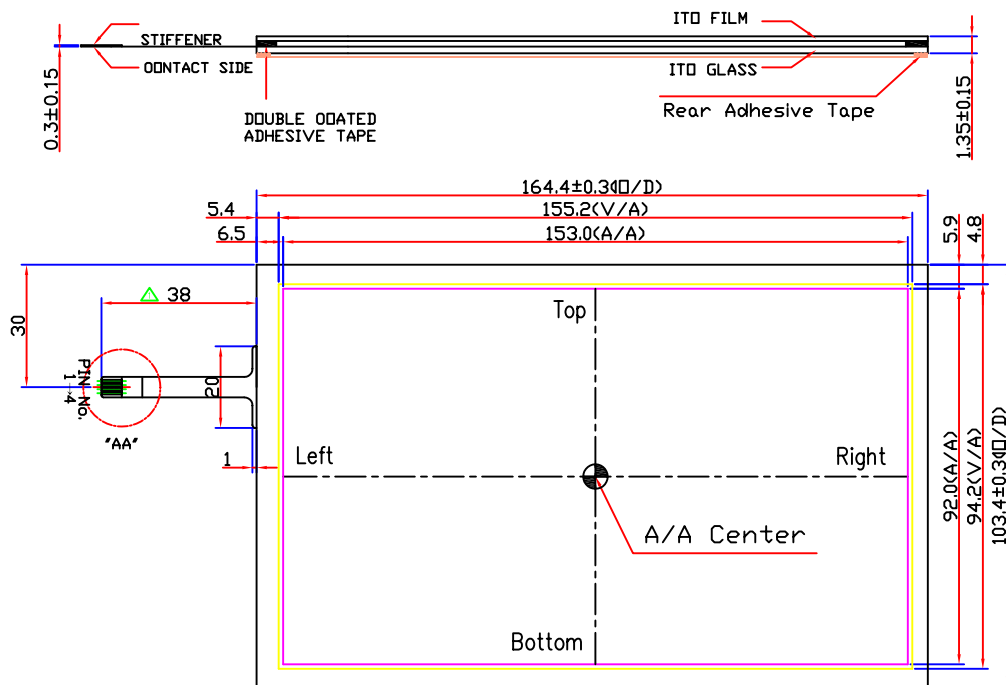 ITO FILM
STIFFENER
CONTACT SIDE
ITO GLASS
Rear Adhesive Tape
DOUBLE COATED
ADHESIVE TAPE
0.3±0.15
1.35±0.15
164.4±0.3(O/D)
5.4
155.2(V/A)
6.5
153.0(A/A)
5.9
4.8
38
30
Top
PIN No.
1→4
20
"AA"
1
Left
Right
A/A Center
Bottom
92.0(A/A)
94.2(V/A)
103.4±0.3(O/D)